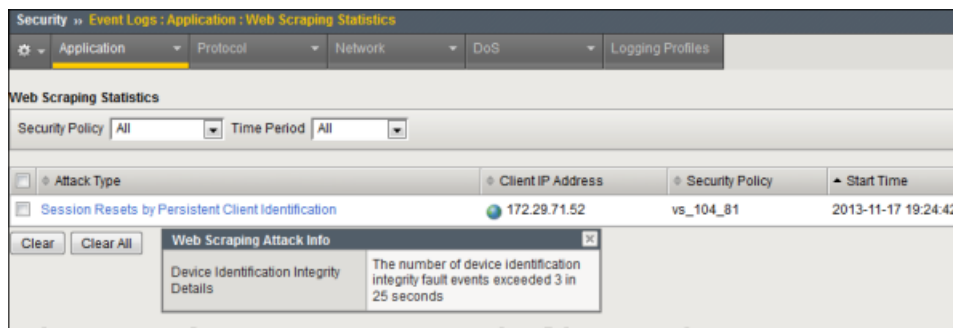 Security » Event Logs : Application : Web Scraping Statistics
Application Protocol Network DoS Logging Profiles
Web Scraping Statistics
Security Policy All Time Period All
Attack Type Client IP Address Security Policy Start Time
Session Resets by Persistent Client Identification 172.29.71.52 vs_104_81 2013-11-17 19:24:42
Clear Clear All
Web Scraping Attack Info
Device Identification Integrity Details
The number of device identification
integrity fault events exceeded 3 in
25 seconds